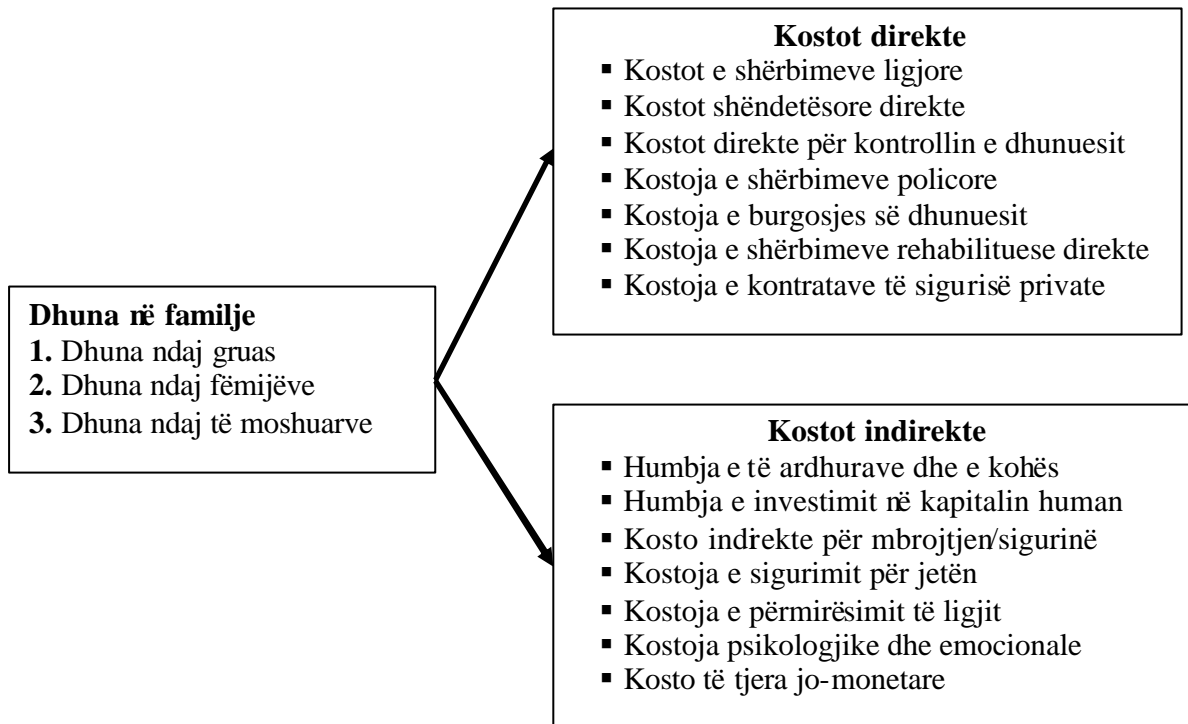 Kostot direkte
▪ Kostot e shërbimeve ligjore
▪ Kostot shëndetësore direkte
▪ Kostot direkte për kontrollin e dhunuesit
▪ Kostoja e shërbimeve policore
▪ Kostoja e burgosjes së dhunuesit
▪ Kostoja e shërbimeve rehabilituese direkte
▪ Kostoja e kontratave të sigurisë private
Dhuna në familje
1. Dhuna ndaj gruas
2. Dhuna ndaj fëmijëve
3. Dhuna ndaj të moshuarve
Kostot indirekte
▪ Humbja e të ardhurave dhe e kohës
▪ Humbja e investimit në kapitalin human
▪ Kosto indirekte për mbrojtjen/sigurinë
▪ Kostoja e sigurimit për jetën
▪ Kostoja e përmirësimit të ligjit
▪ Kostoja psikologjike dhe emocionale
▪ Kosto të tjera jo-monetare